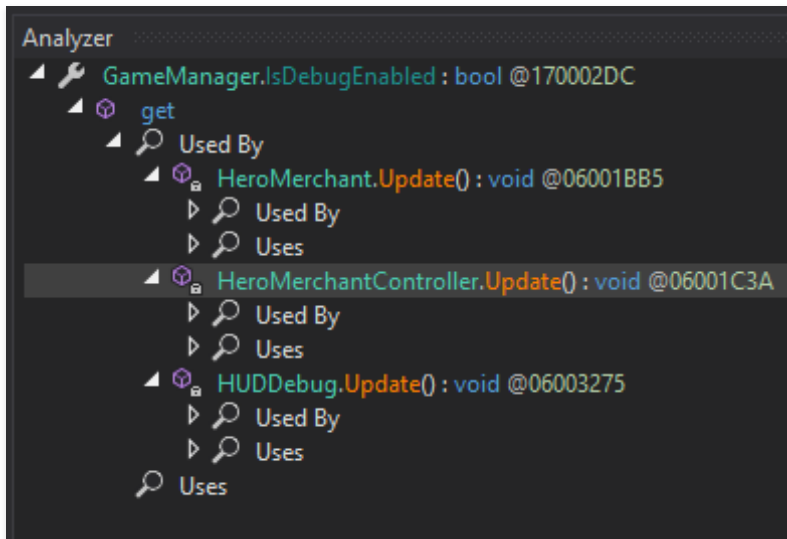 Analyzer
GameManager.IsDebugEnabled : bool @170002DC
get
Used By
HeroMerchant.Update() : void @06001BB5
Used By
Uses
HeroMerchantController.Update() : void @06001C3A
Used By
Uses
HUDDebug.Update() : void @06003275
Used By
Uses
Uses